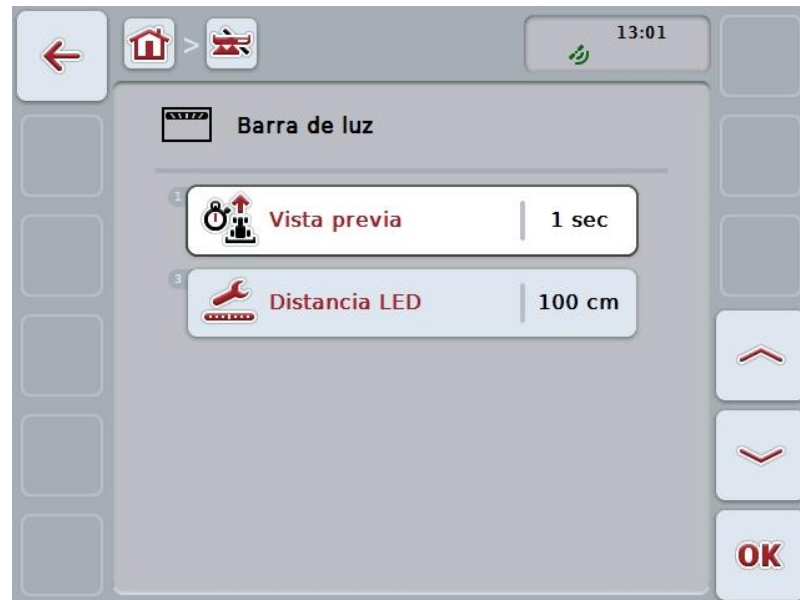 13:01
Barra de luz
1
Vista previa 1 sec
3
Distancia LED 100 cm
OK